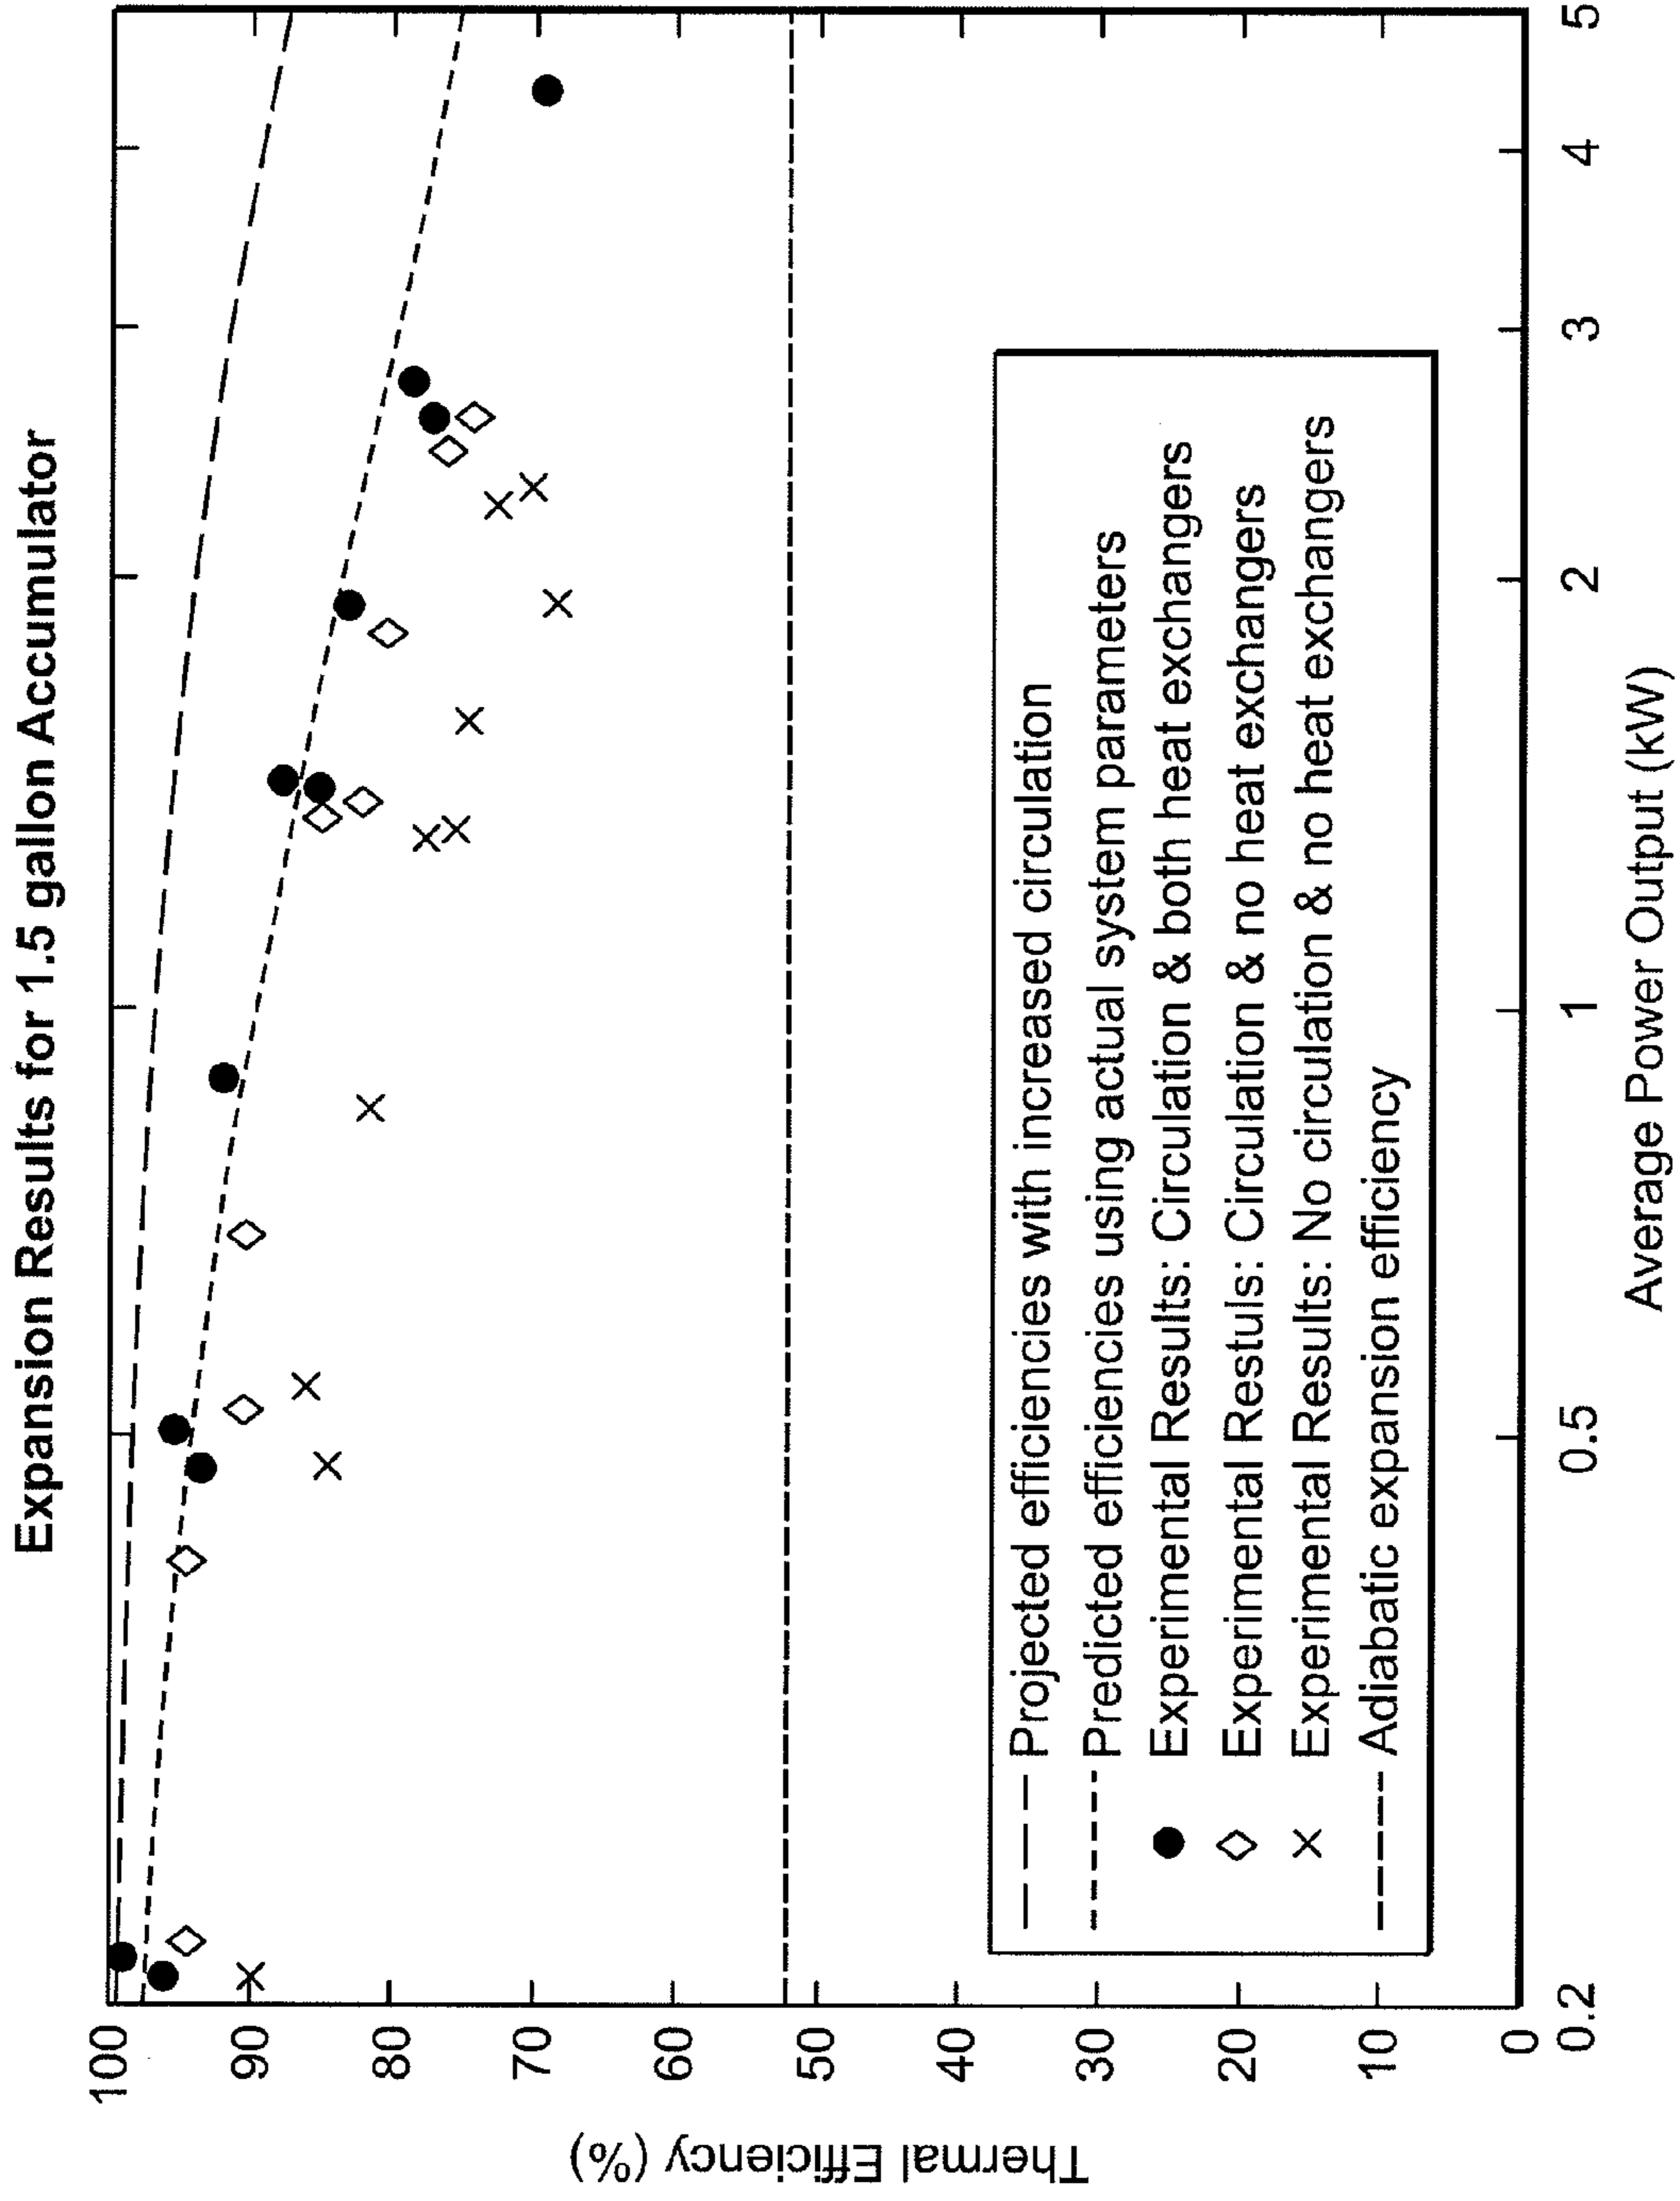 Expansion Results for 1.5 gallon Accumulator
Thermal Efficiency (%)
100
90
80
70
60
50
40
30
20
10
0
Projected efficiencies with increased circulation
Predicted efficiencies using actual system parameters
Experimental Results: Circulation & both heat exchangers
Experimental Restuls: Circulation & no heat exchangers
Experimental Results: No circulation & no heat exchangers
Adiabatic expansion efficiency
0.2
0.5
1
2
3
4
5
Average Power Output (kW)